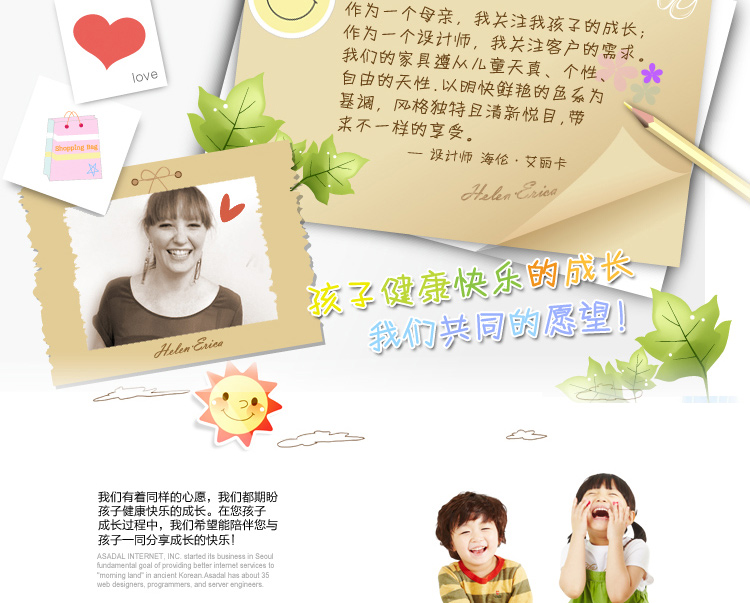 作为一个母亲，我关注我孩子的成长；
作为一个设计师，我关注客户的需求。
我们的家具遵从儿童天真、个性、
自由的天性.以明快鲜艳的色系为
基调，风格独特且清新悦目,带
来不一样的享受。
— 设计师 海伦·艾丽卡
Helen Erica
love
Shopping Bag
Helen Erica
孩子健康快乐的成长
我们共同的愿望！
我们有着同样的心愿，我们都期盼
孩子健康快乐的成长。在您孩子
成长过程中，我们希望能陪伴您与
孩子一同分享成长的快乐！
ASADAL INTERNET, INC. started its business in Seoul
fundamental goal of providing better internet services to
"morning land" in ancient Korean.Asadal has about 35
web designers, programmers, and server engineers.